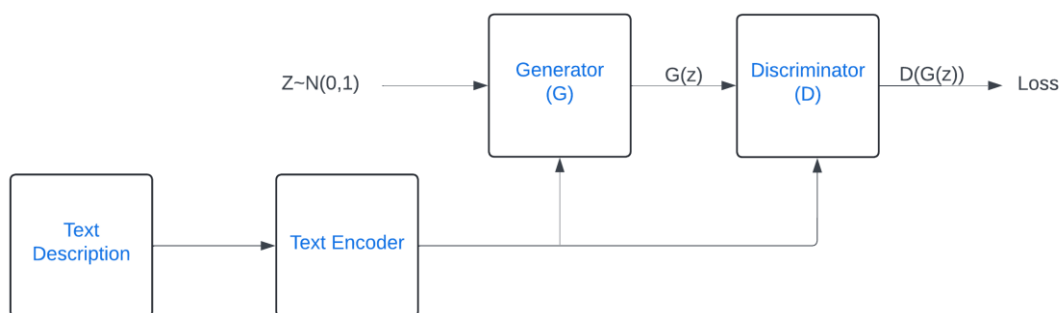 Z~N(0,1)
Generator
(G)
G(z)
Discriminator
(D)
D(G(z))
Loss
Text
Description
Text Encoder